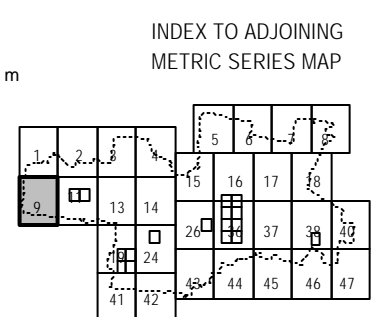 INDEX TO ADJOINING
METRIC SERIES MAP
m
5 6 7 8
1 2 3 4
15 16 17 18
9 11 13 14
26 36 37 38 40
19 24
43 44 45 46 47
41 42